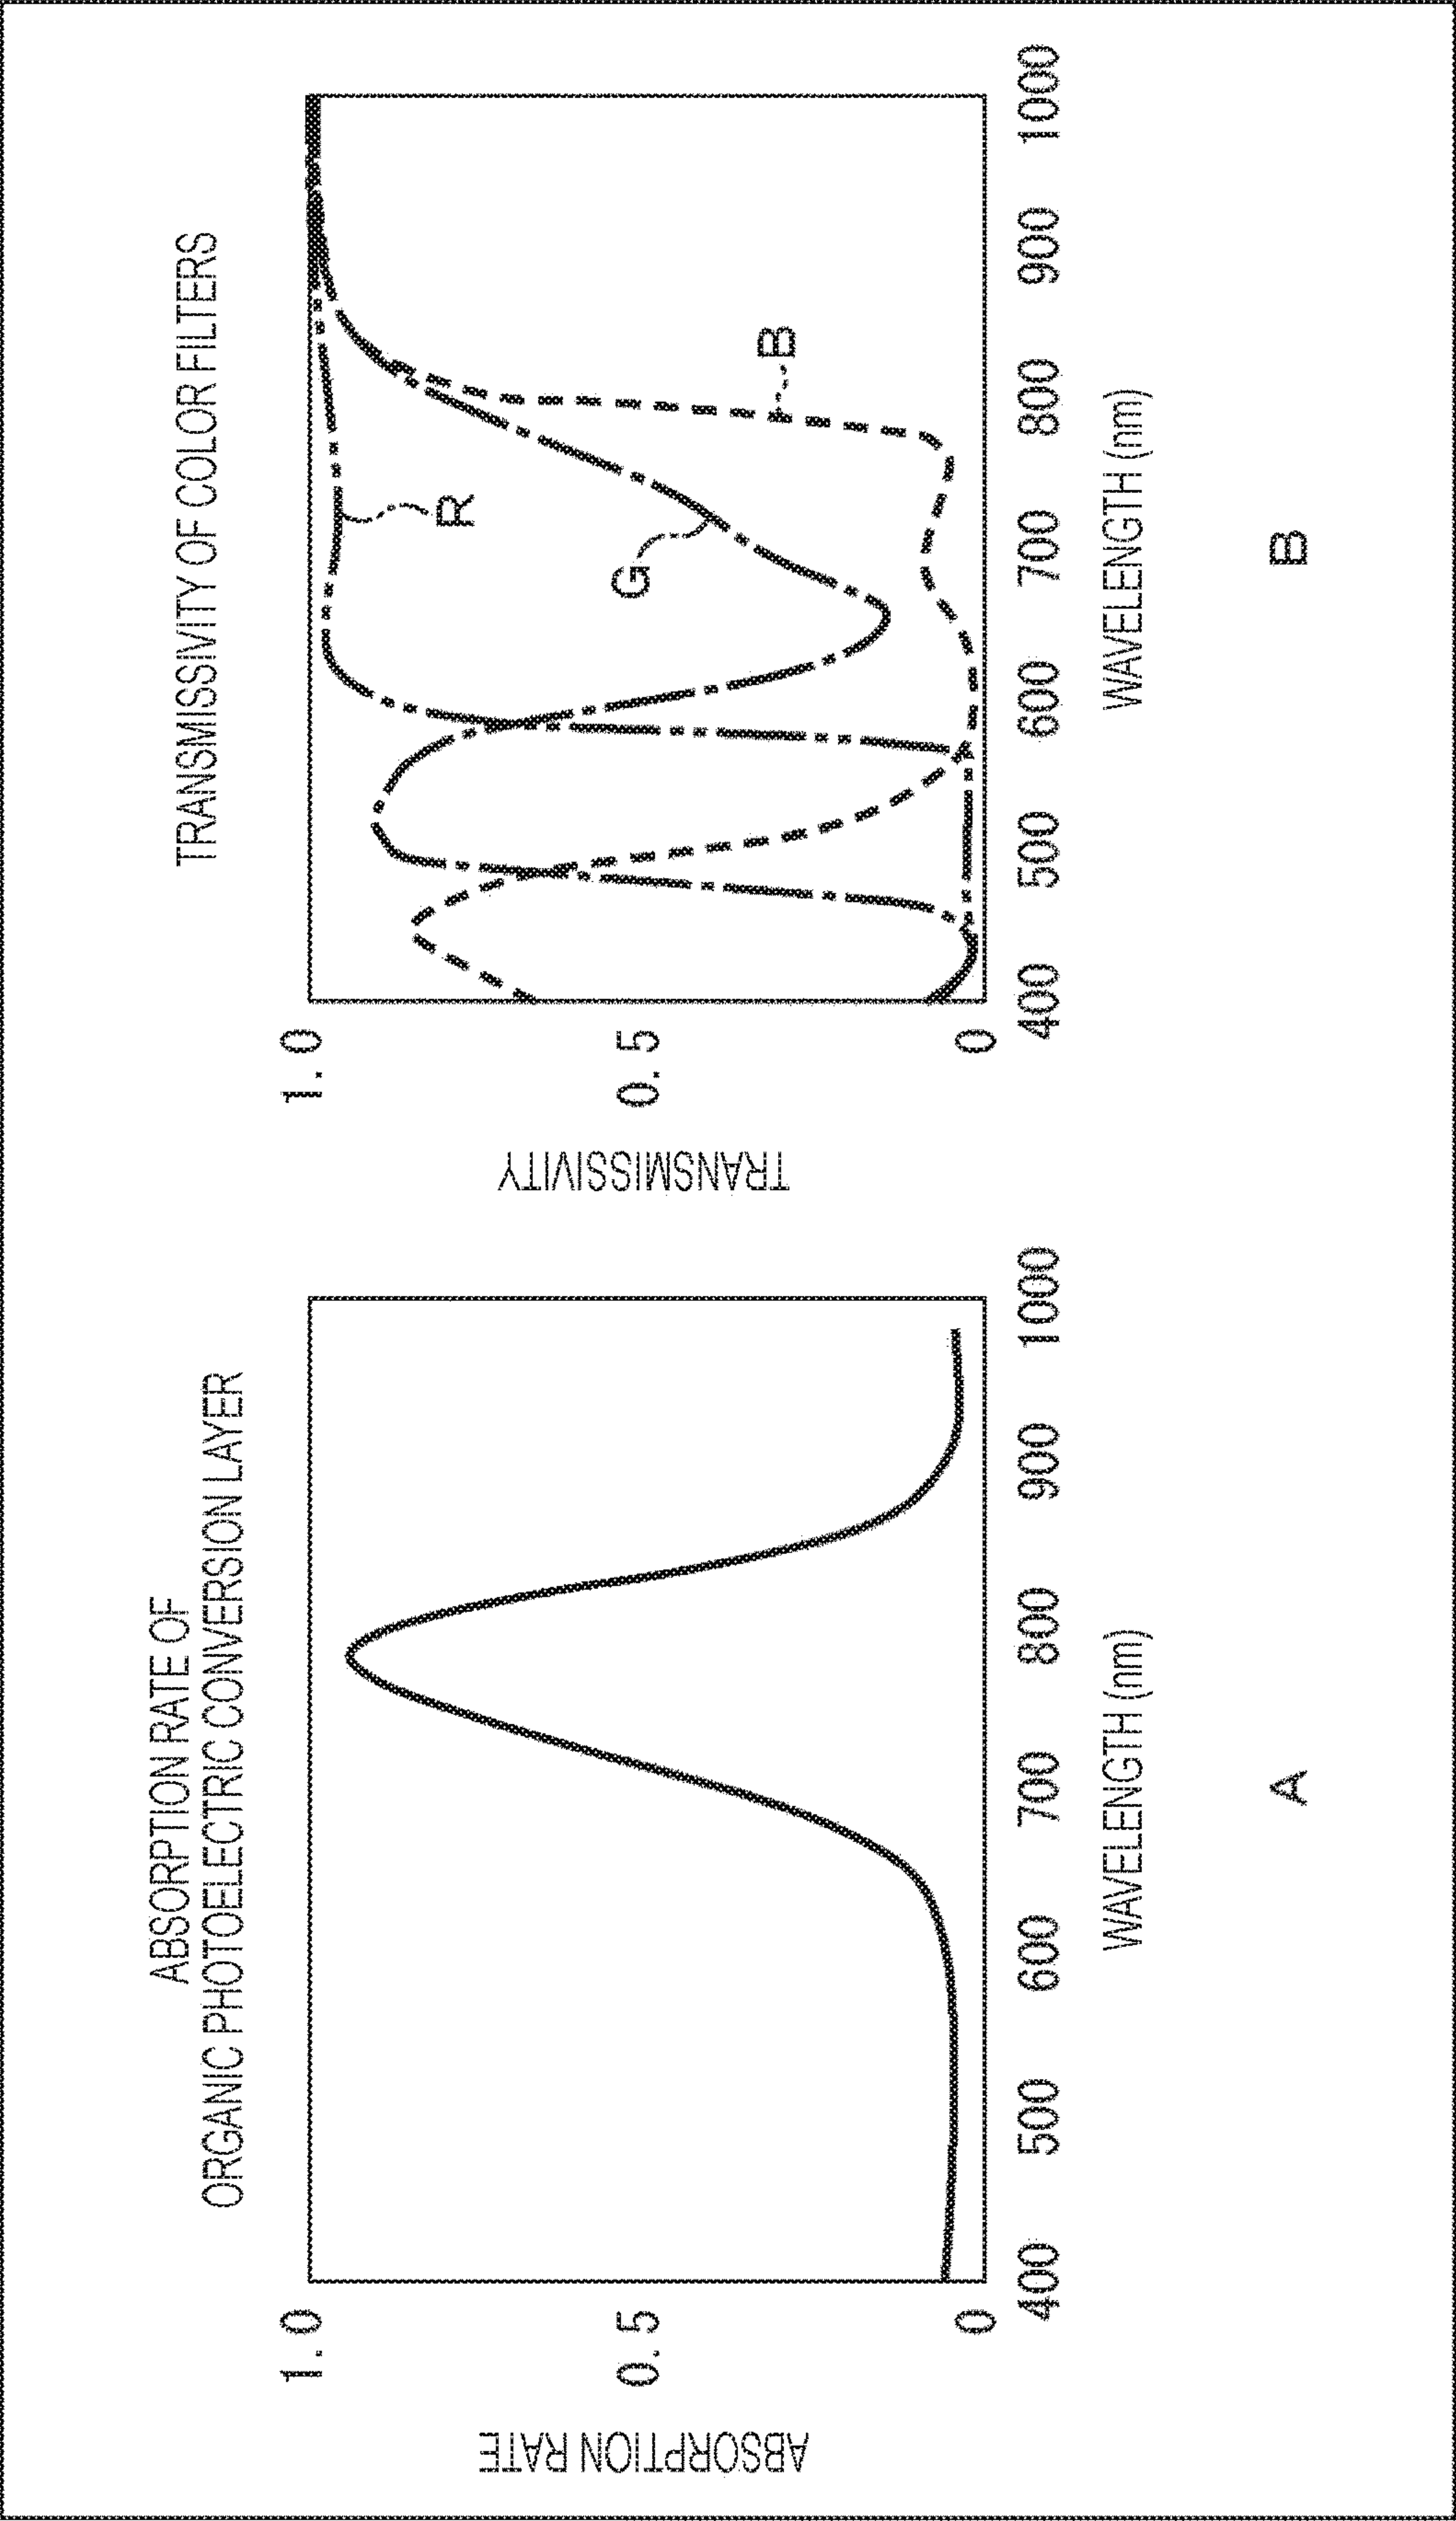 ABSORPTION RATE OF
ORGANIC PHOTOELECTRIC CONVERSION LAYER
ABSORPTION RATE
1.0
0.5
0
400 500 600 700 800 900 1000
WAVELENGTH (nm)
A
TRANSMISSIVITY OF COLOR FILTERS
TRANSMISSIVITY
1.0
0.5
0
R
G
B
400 500 600 700 800 900 1000
WAVELENGTH (nm)
B